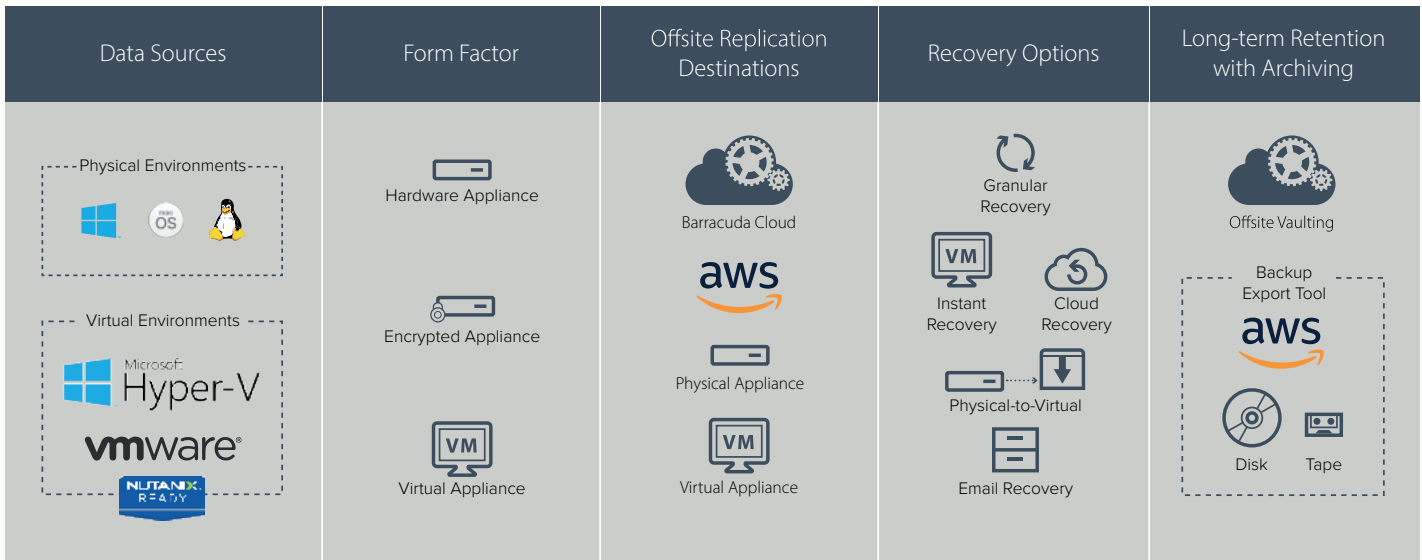 Data Sources
Form Factor
Offsite Replication
Destinations
Recovery Options
Long-term Retention
with Archiving
Physical Environments
mac
OS
Virtual Environments
Microsoft
Hyper-V
vmware®
NUTANIX
READY
Hardware Appliance
Encrypted Appliance
VM
Virtual Appliance
Barracuda Cloud
aws
Physical Appliance
VM
Virtual Appliance
Granular
Recovery
VM
Instant
Recovery
Cloud
Recovery
Physical-to-Virtual
Email Recovery
Offsite Vaulting
Backup
Export Tool
aws
Disk
Tape